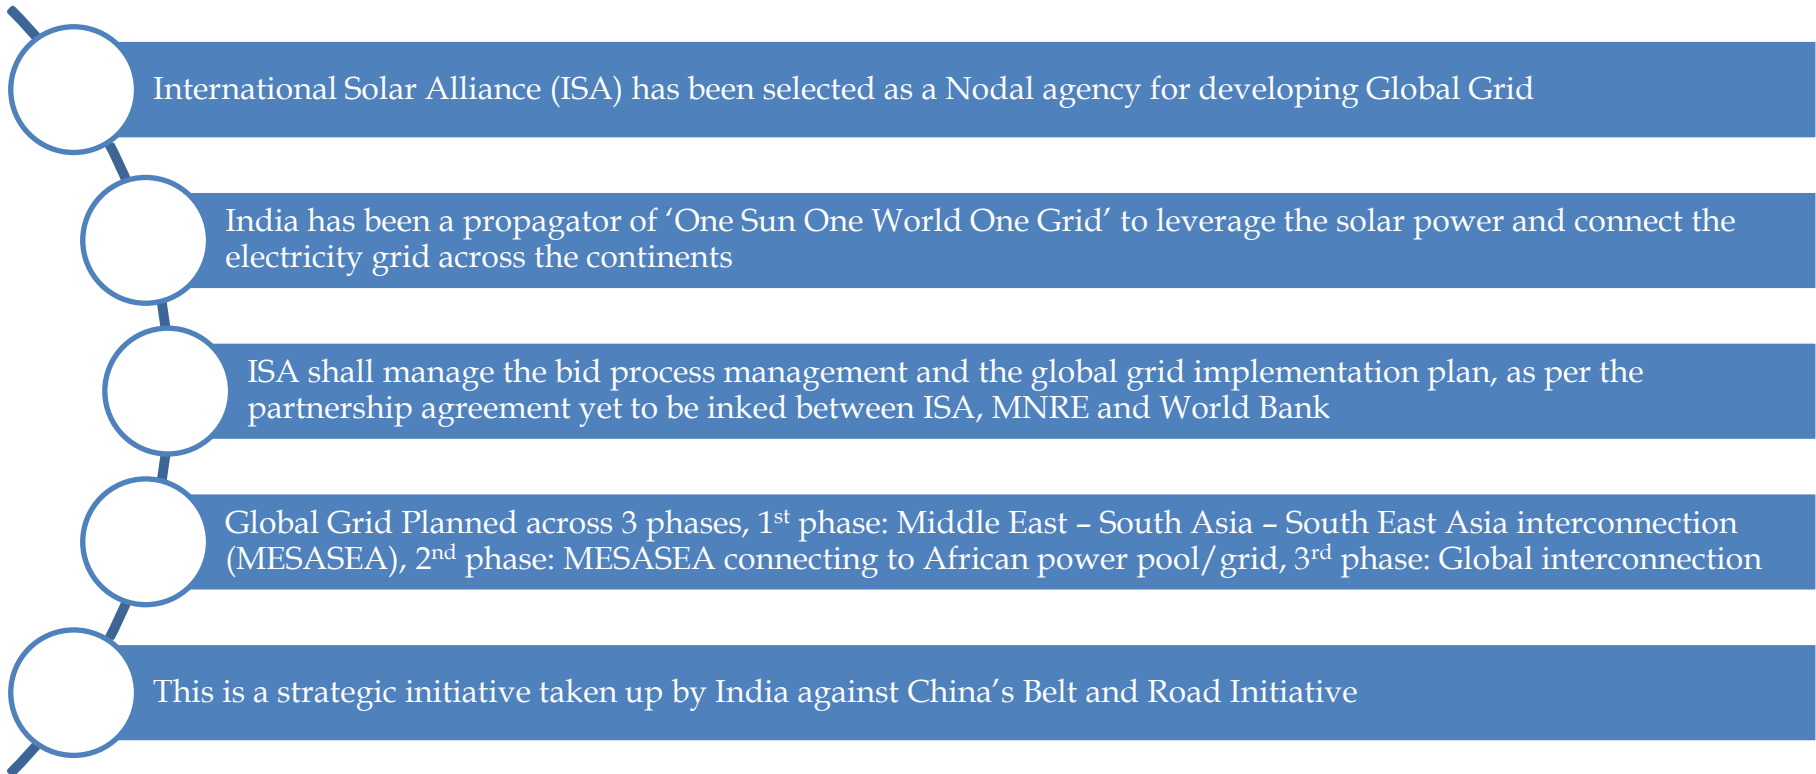 International Solar Alliance (ISA) has been selected as a Nodal agency for developing Global Grid
India has been a propagator of ‘One Sun One World One Grid’ to leverage the solar power and connect the
electricity grid across the continents
ISA shall manage the bid process management and the global grid implementation plan, as per the
partnership agreement yet to be inked between ISA, MNRE and World Bank
Global Grid Planned across 3 phases, 1st phase: Middle East – South Asia – South East Asia interconnection
(MESASEA), 2nd phase: MESASEA connecting to African power pool/grid, 3rd phase: Global interconnection
This is a strategic initiative taken up by India against China’s Belt and Road Initiative